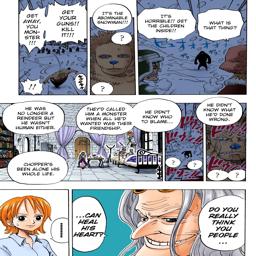 GET
AWAY,
YOU
MON-
STER
!!!
GET
YOUR
GUNS!!
KILL
IT!!!
!!
IT'S THE
ABOMINABLE
SNOWMAN!!!
?
IT'S
HORRIBLE!! GET
THE CHILDREN
INSIDE!!
WHAT IS
THAT THING?
HE WAS
NO LONGER
A REINDEER BUT
HE WASN'T
HUMAN EITHER.
CHOPPER'S
BEEN ALONE HIS
WHOLE LIFE.
THEY'D CALLED
HIM A MONSTER
WHEN ALL HE'D
WANTED WAS THEIR
FRIENDSHIP.
HE DIDN'T
KNOW WHO
TO BLAME...
?
HE DIDN'T
KNOW WHAT
HE'D DONE
WRONG.
?
?
DO YOU
REALLY
THINK
YOU
PEOPLE
...
...CAN
HEAL
HIS
HEART?